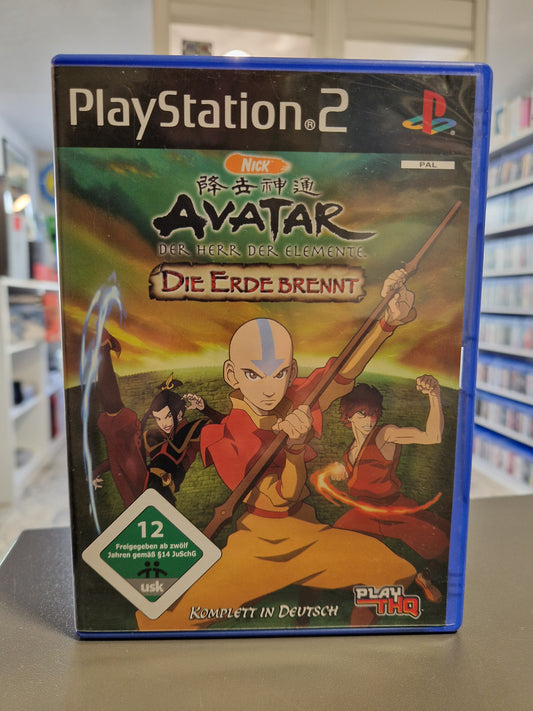 PlayStation®2
PAL
NICK
降世神通
AVATAR
DER HERR DER ELEMENTE
DIE ERDE BRENNT
12
Freigegeben ab zwölf
Jahren gemäß §14 JuSchG
usk
KOMPLETT IN DEUTSCH
PLAY
THQ